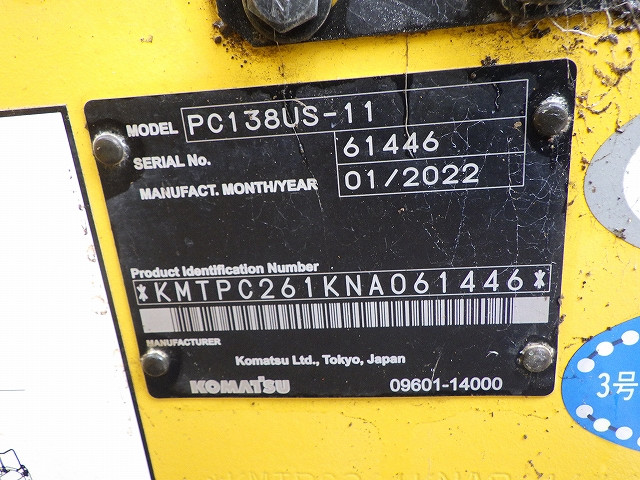 MODEL PC138US-11
SERIAL No. 61446
MANUFACT. MONTH/YEAR 01/2022
Product Identification Number
*KMTPC261KNA061446*
MANUFACTURER
Komatsu Ltd., Tokyo, Japan
KOMATSU 09601-14000
3号